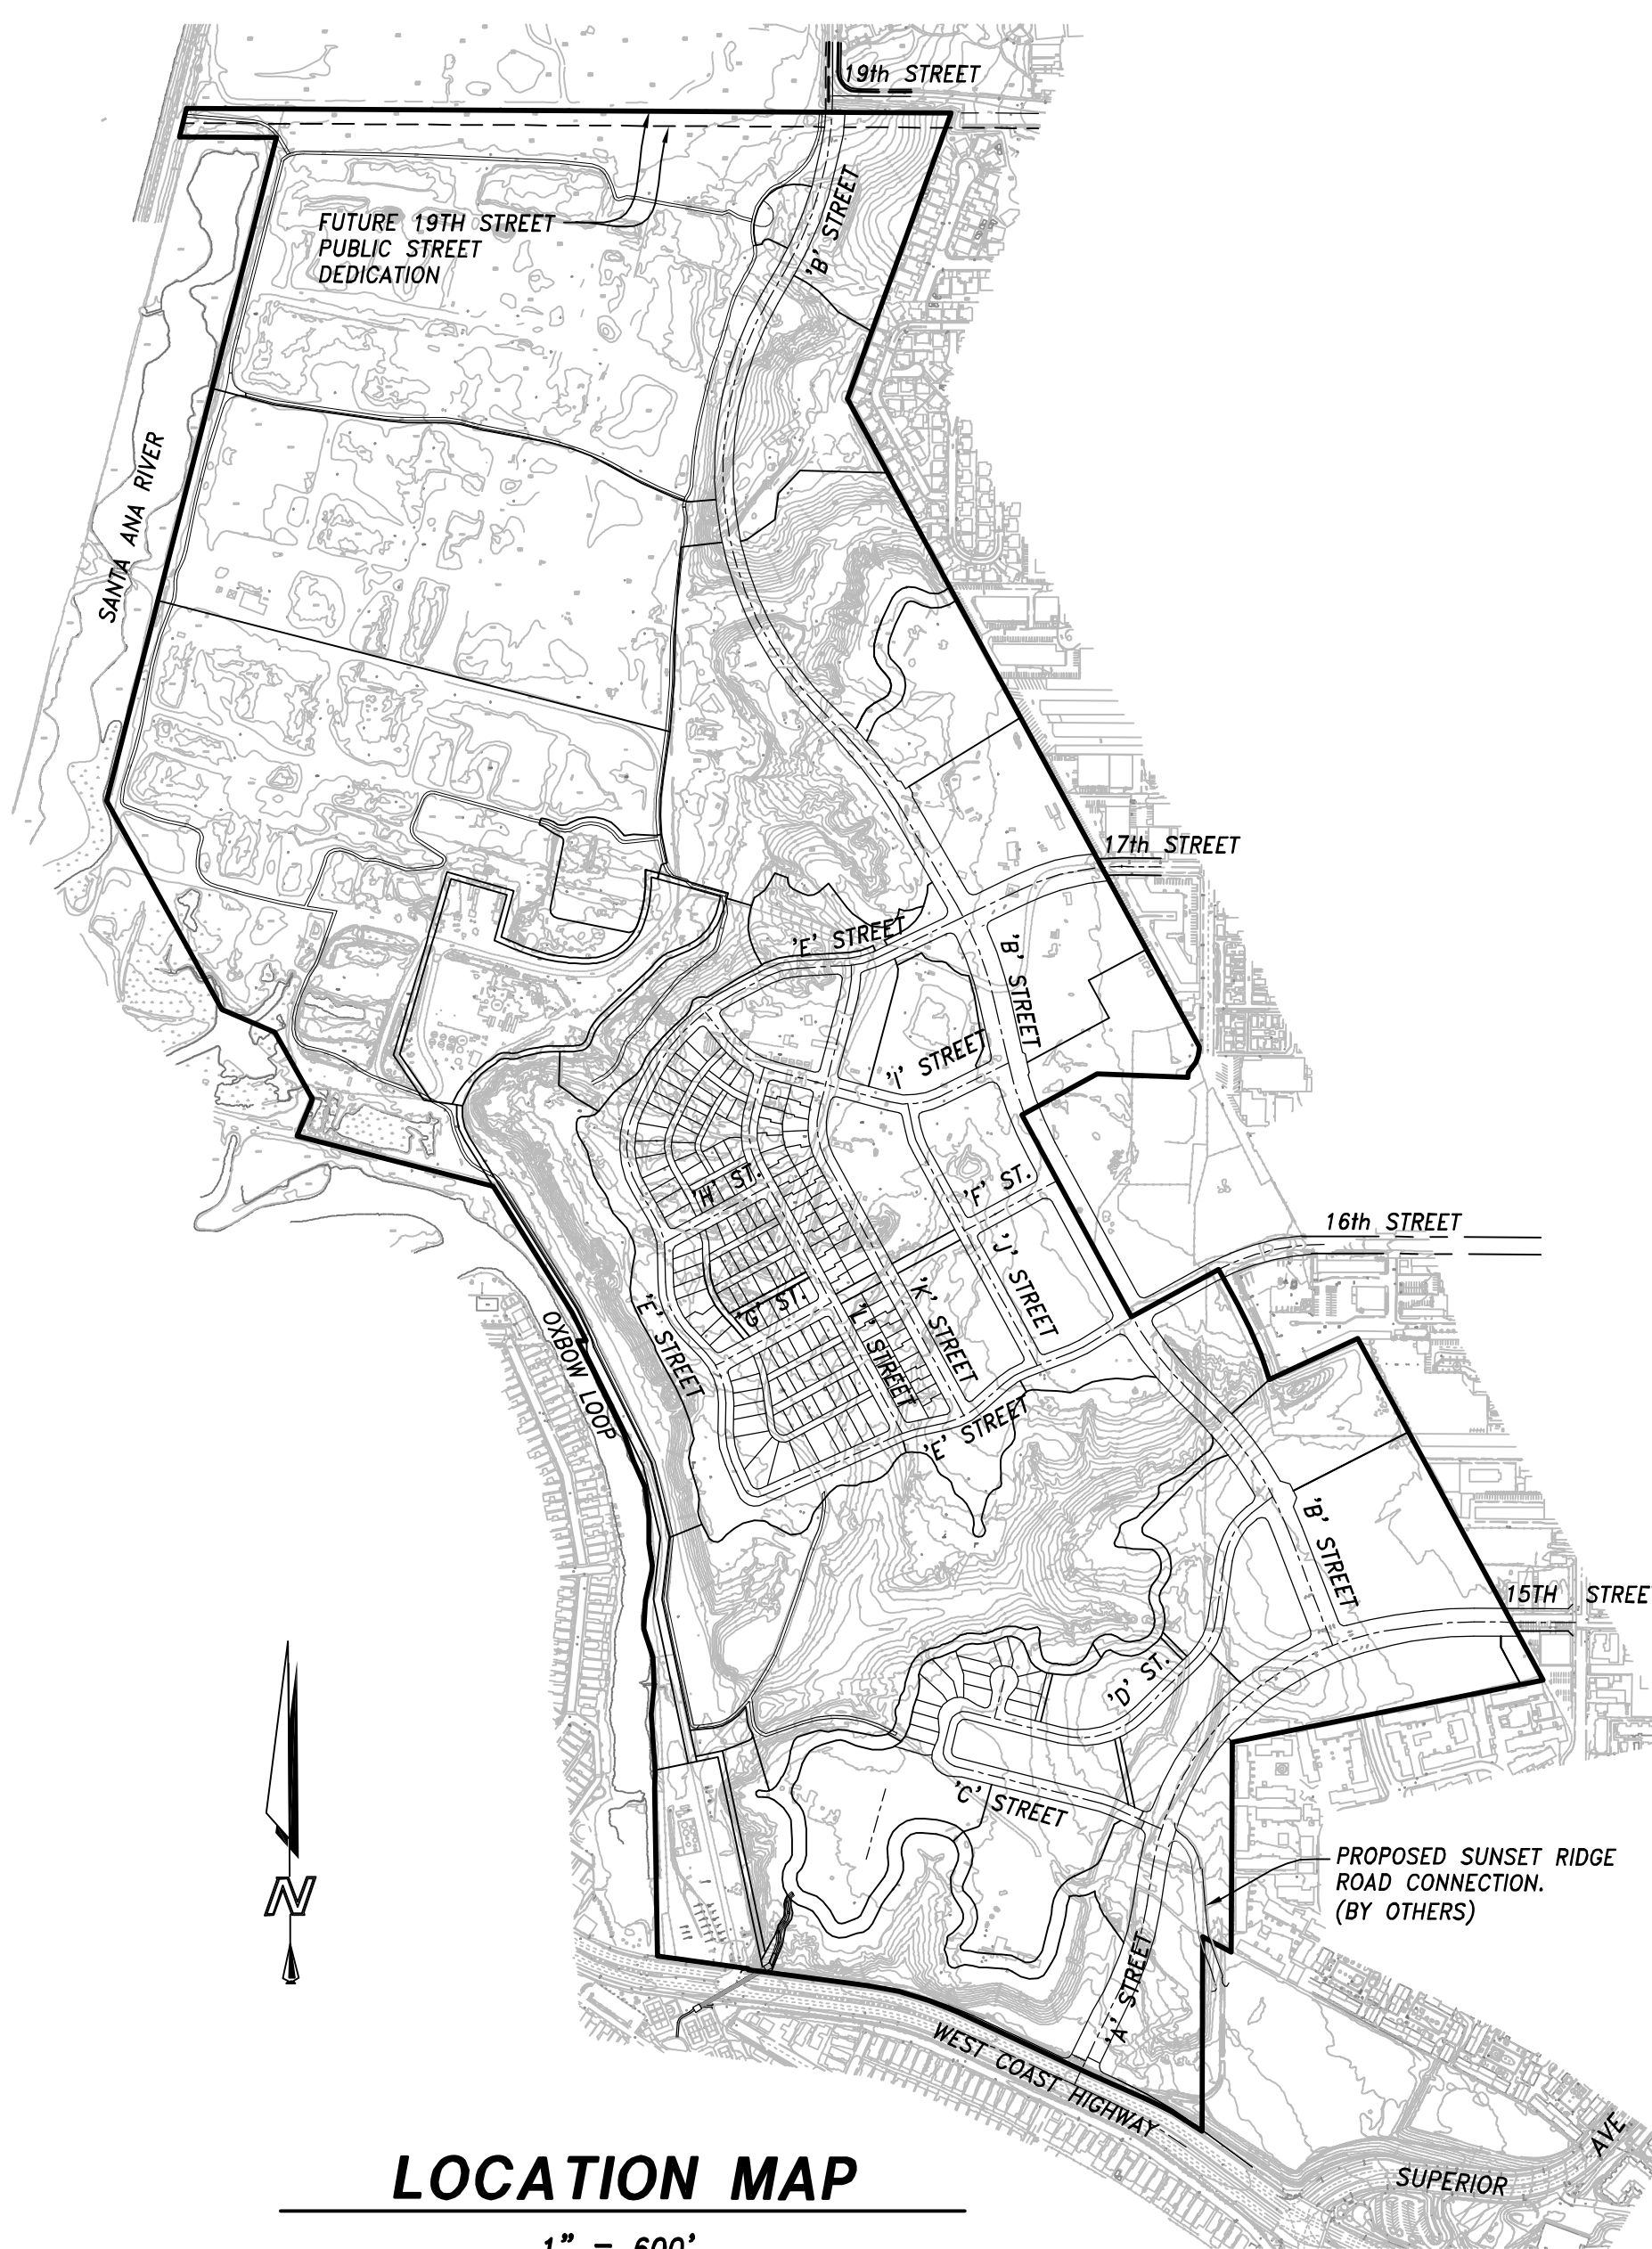 19th STREET
'B' STREET
FUTURE 19TH STREET
PUBLIC STREET
DEDICATION
SANTA ANA RIVER
17th STREET
'E' STREET
'B' STREET
'I' STREET
'H' ST.
'F' ST.
16th STREET
'J' STREET
'E' STREET
'G' ST.
'L' STREET
'K' STREET
OXBOW LOOP
'E' STREET
'B' STREET
15TH STREE
'D' ST.
'C' STREET
PROPOSED SUNSET RIDGE
ROAD CONNECTION.
(BY OTHERS)
N
'A' STREET
WEST COAST HIGHWAY
SUPERIOR AVE
LOCATION MAP
1" = 600'